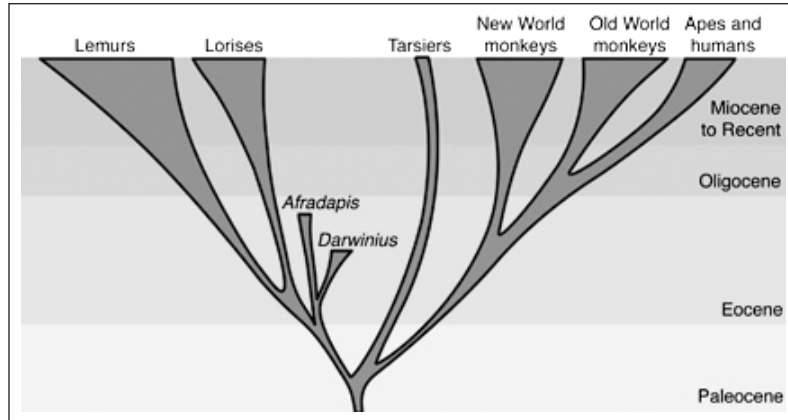 Lemurs
Lorises
Tarsiers
New World
monkeys
Old World
monkeys
Apes and
humans
Miocene
to Recent
Oligocene
Afradapis
Darwinius
Eocene
Paleocene